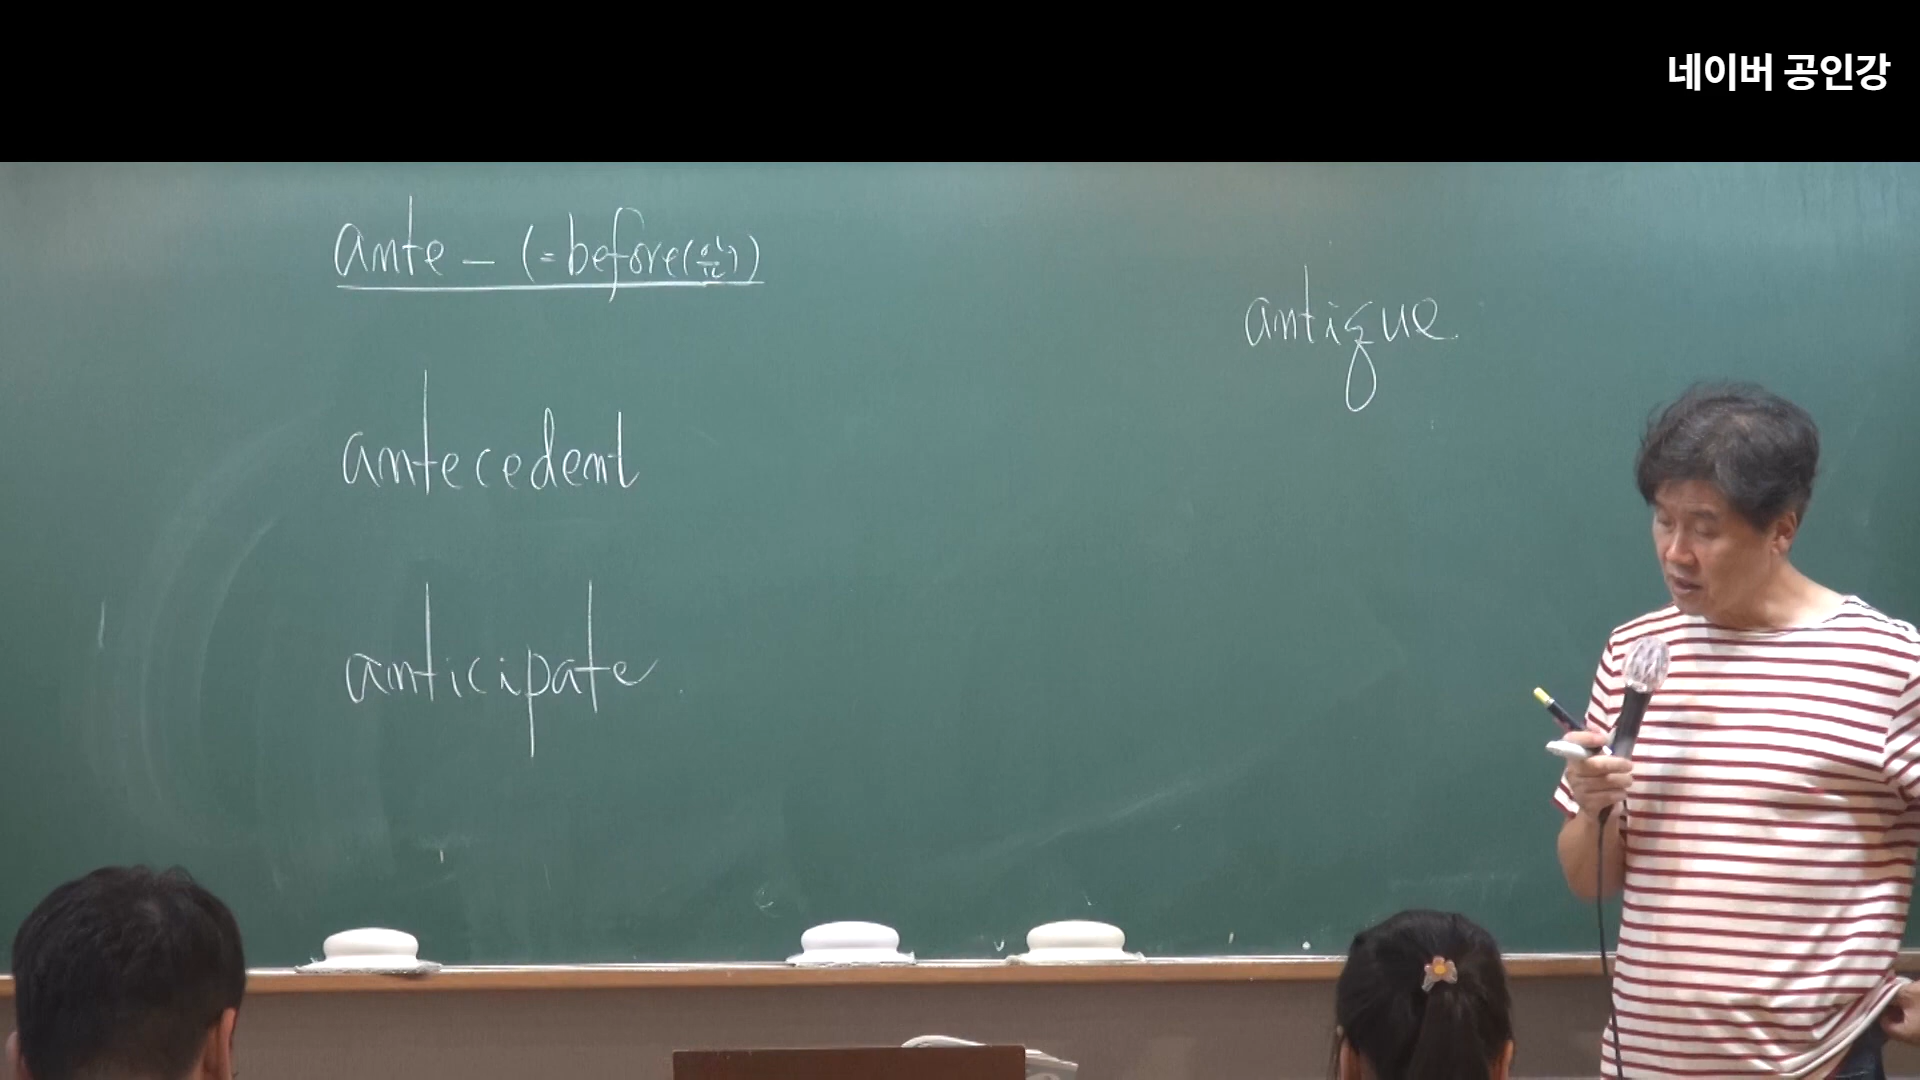 네이버 공인강
ante - (= before(앞))
antique
antecedent
anticipate